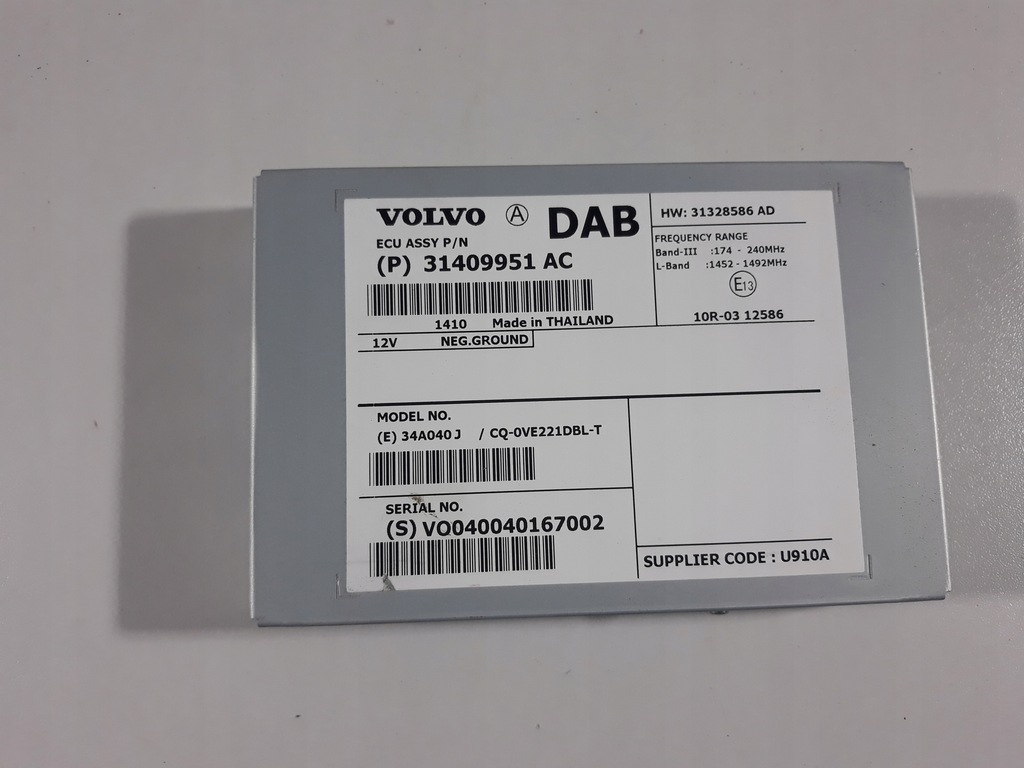 VOLVO Ⓐ DAB
ECU ASSY P/N
(P) 31409951 AC
1410 Made in THAILAND
12V NEG.GROUND
HW: 31328586 AD
FREQUENCY RANGE
Band-III :174 - 240MHz
L-Band :1452 - 1492MHz
E13
10R-03 12586
MODEL NO.
(E) 34A040J / CQ-0VE221DBL-T
SERIAL NO.
(S) VO040040167002
SUPPLIER CODE : U910A